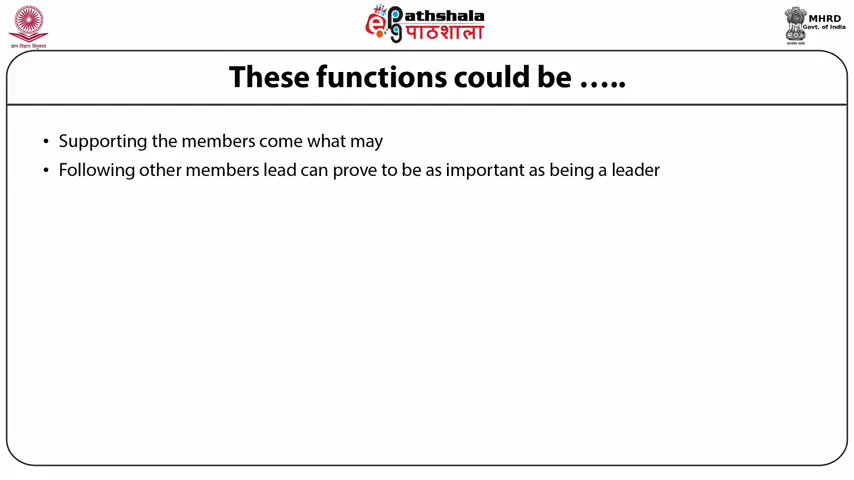 ePathshala
पाठशाला
MHRD
Govt. of India
These functions could be …..
• Supporting the members come what may
• Following other members lead can prove to be as important as being a leader